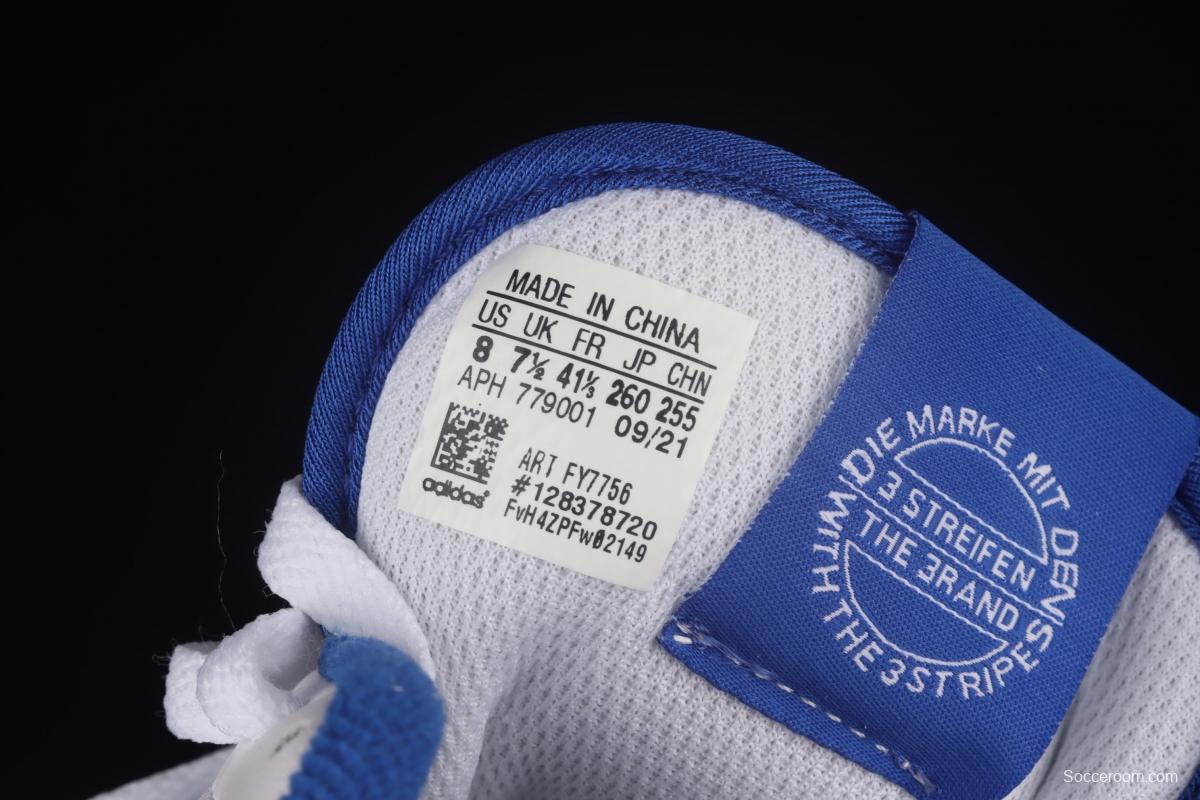 MADE IN CHINA
US UK FR JP CHN
8 7½ 41⅓ 260 255
APH 779001 09/21
ART FY7756
#128378720
FvH4ZPFw02149
adidas
DIE MARKE MIT DEN
3 STREIFEN
THE 3RAND
WITH THE 3 STRIPES
Socceroom.com